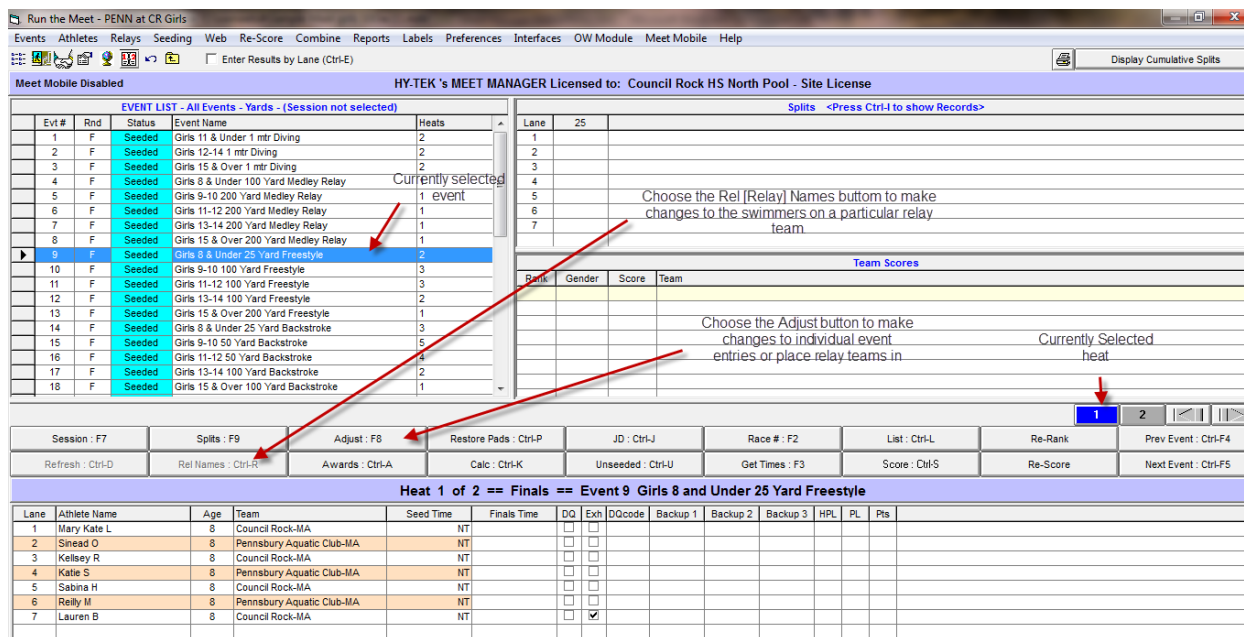 Run the Meet - PENN at CR Girls
Events Athletes Relays Seeding Web Re-Score Combine Reports Labels Preferences Interfaces OW Module Meet Mobile Help
Enter Results by Lane (Ctrl-E) Display Cumulative Splits
Meet Mobile Disabled HY-TEK 's MEET MANAGER Licensed to: Council Rock HS North Pool - Site License
EVENT LIST - All Events - Yards - (Session not selected)
Evt # Rnd Status Event Name Heats
1 F Seeded Girls 11 & Under 1 mtr Diving 2
2 F Seeded Girls 12-14 1 mtr Diving 2
3 F Seeded Girls 15 & Over 1 mtr Diving 2
4 F Seeded Girls 8 & Under 100 Yard Medley Relay
5 F Seeded Girls 9-10 200 Yard Medley Relay 1
6 F Seeded Girls 11-12 200 Yard Medley Relay 1
7 F Seeded Girls 13-14 200 Yard Medley Relay 1
8 F Seeded Girls 15 & Over 200 Yard Medley Relay 1
9 F Seeded Girls 8 & Under 25 Yard Freestyle 2
10 F Seeded Girls 9-10 100 Yard Freestyle 3
11 F Seeded Girls 11-12 100 Yard Freestyle 3
12 F Seeded Girls 13-14 100 Yard Freestyle 2
13 F Seeded Girls 15 & Over 100 Yard Freestyle 1
14 F Seeded Girls 8 & Under 25 Yard Backstroke 3
15 F Seeded Girls 9-10 50 Yard Backstroke 5
16 F Seeded Girls 11-12 50 Yard Backstroke 4
17 F Seeded Girls 13-14 100 Yard Backstroke 2
18 F Seeded Girls 15 & Over 100 Yard Backstroke 1
Currently selected
event
Splits <Press Ctrl-I to show Records>
Lane 25
1
2
3
4
5
6
7
Choose the Rel [Relay] Names buttom to make
changes to the swimmers on a particular relay
team
Team Scores
Rank Gender Score Team
Choose the Adjust button to make
changes to individual event
entries or place relay teams in
Currently Selected
heat
1 2
Session : F7 Splits : F9 Adjust : F8 Restore Pads : Ctrl-P JD : Ctrl-J Race # : F2 List : Ctrl-L Re-Rank Prev Event : Ctrl-F4
Refresh : Ctrl-D Rel Names : Ctrl-R Awards : Ctrl-A Calc : Ctrl-K Unseeded : Ctrl-U Get Times : F3 Score : Ctrl-S Re-Score Next Event : Ctrl-F5
Heat 1 of 2 == Finals == Event 9 Girls 8 and Under 25 Yard Freestyle
Lane Athlete Name Age Team Seed Time Finals Time DQ Exh DQcode Backup 1 Backup 2 Backup 3 HPL PL Pts
1 Mary Kate L 8 Council Rock-MA NT
2 Sinead O 8 Pennsbury Aquatic Club-MA NT
3 Kellsey R 8 Council Rock-MA NT
4 Katie S 8 Pennsbury Aquatic Club-MA NT
5 Sabina H 8 Council Rock-MA NT
6 Reilly M 8 Pennsbury Aquatic Club-MA NT
7 Lauren B 8 Council Rock-MA NT